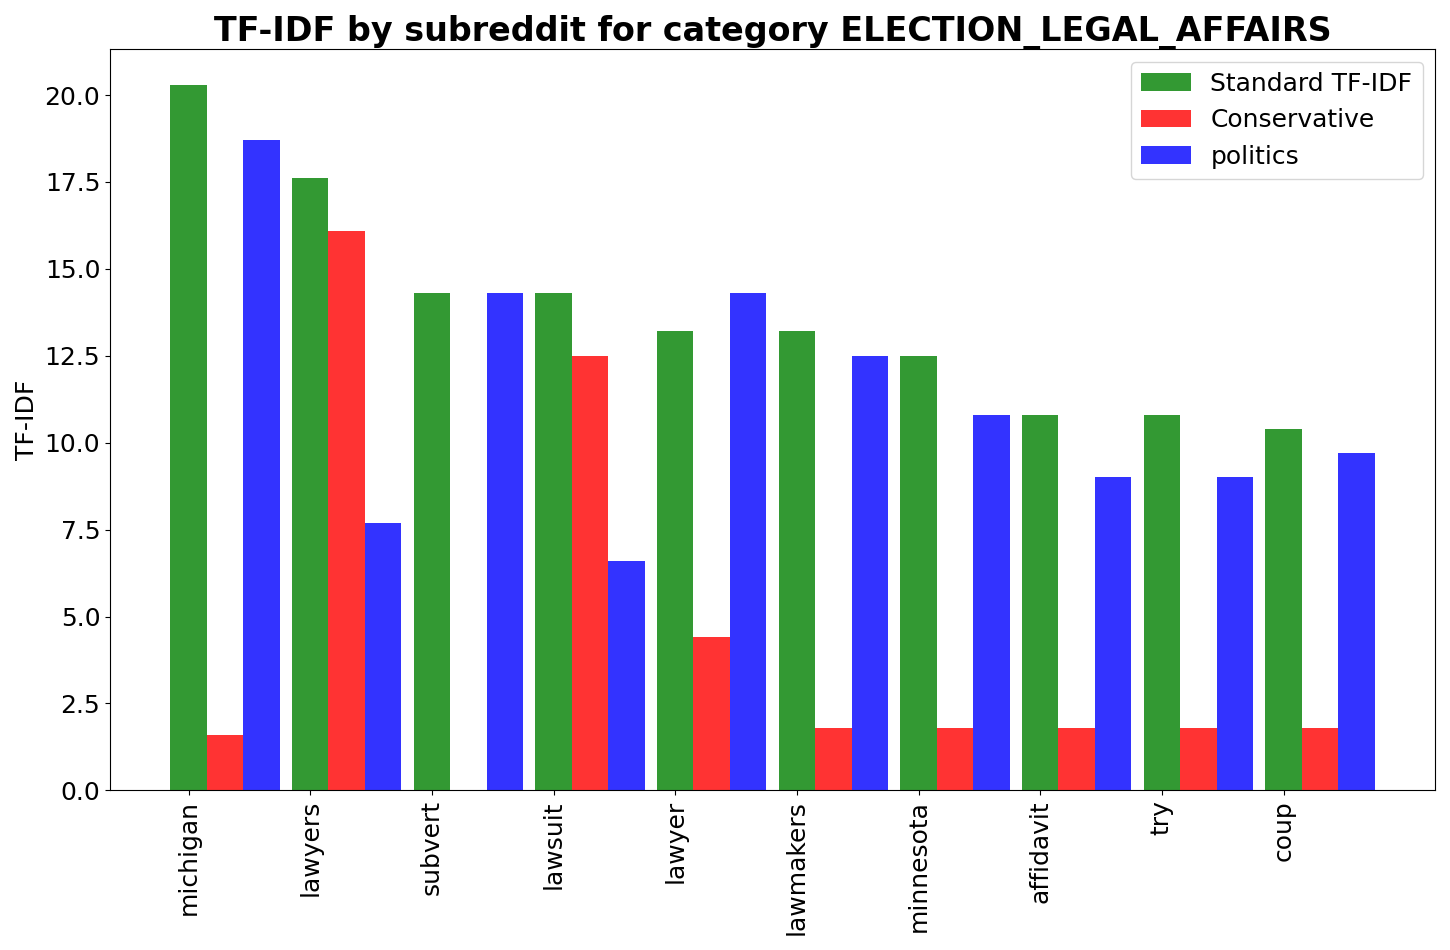 TF-IDF by subreddit for category ELECTION_LEGAL_AFFAIRS
Standard TF-IDF
Conservative
politics
TF-IDF
20.0
17.5
15.0
12.5
10.0
7.5
5.0
2.5
0.0
michigan
lawyers
subvert
lawsuit
lawyer
lawmakers
minnesota
affidavit
try
coup